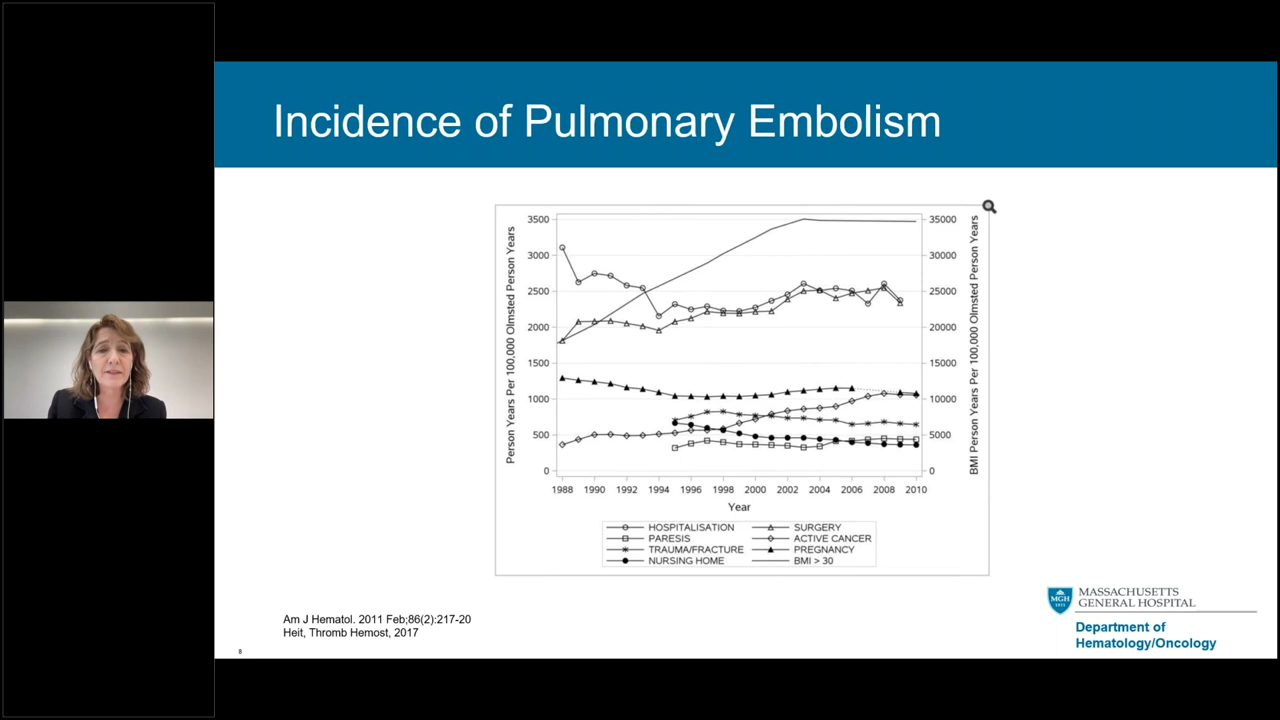 Incidence of Pulmonary Embolism
3500
3000
2500
2000
1500
1000
500
0
35000
30000
25000
20000
15000
10000
5000
0
Person Years Per 100,000 Olmsted Person Years
BMI Person Years Per 100,000 Olmsted Person Years
1988 1990 1992 1994 1996 1998 2000 2002 2004 2006 2008 2010
Year
HOSPITALISATION SURGERY
PARESIS ACTIVE CANCER
TRAUMA/FRACTURE PREGNANCY
NURSING HOME BMI > 30
Am J Hematol. 2011 Feb;86(2):217-20
Heit, Thromb Hemost, 2017
8
MGH
1811
MASSACHUSETTS
GENERAL HOSPITAL
Department of
Hematology/Oncology